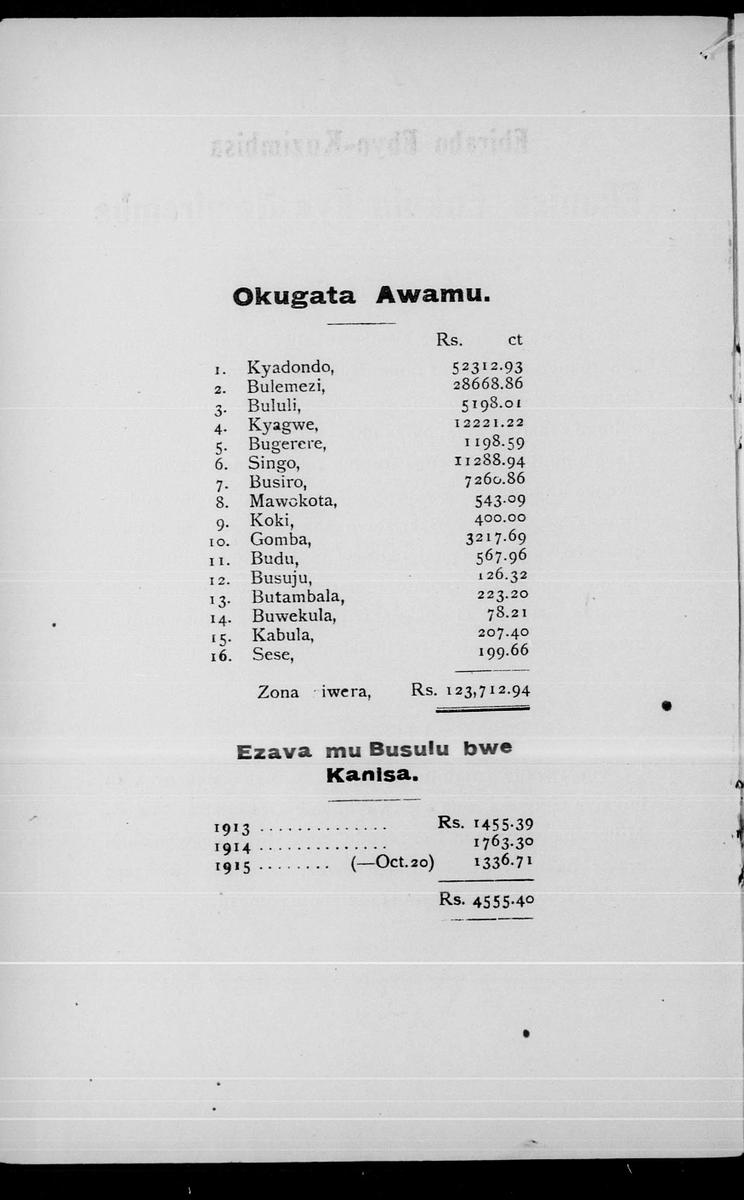 Okugata Awamu.
Rs. ct
1. Kyadondo, 52312.93
2. Bulemezi, 28668.86
3. Bululi, 5198.01
4. Kyagwe, 12221.22
5. Bugerere, 1198.59
6. Singo, 11288.94
7. Busiro, 7260.86
8. Mawokota, 543.09
9. Koki, 400.00
10. Gomba, 3217.69
11. Budu, 567.96
12. Busuju, 126.32
13. Butambala, 223.20
14. Buwekula, 78.21
15. Kabula, 207.40
16. Sese, 199.66
Zona iwera, Rs. 123,712.94
Ezava mu Busulu bwe
Kanisa.
1913 .............. Rs. 1455.39
1914 .............. 1763.30
1915 ........ (—Oct.20) 1336.71
Rs. 4555.40